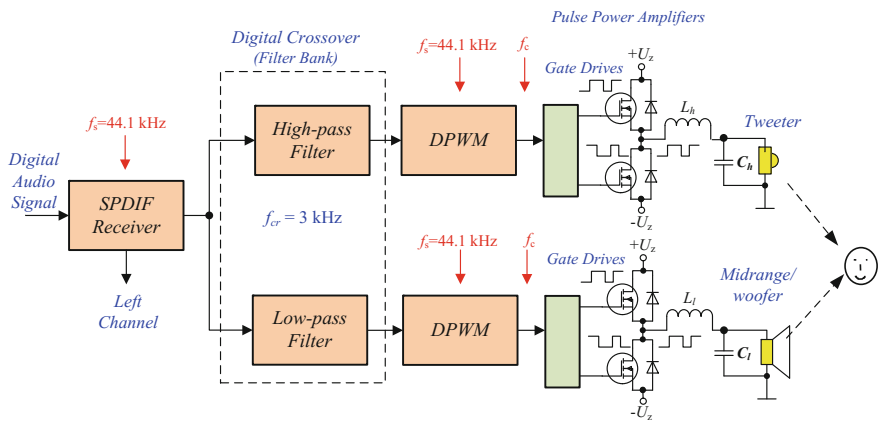 Pulse Power Amplifiers
Digital Crossover
(Filter Bank)
fs=44.1 kHz
fc
+Uz
Gate Drives
Lh
Tweeter
fs=44.1 kHz
High-pass
Filter
DPWM
Ch
Digital
Audio
Signal
SPDIF
Receiver
fcr = 3 kHz
-Uz
fs=44.1 kHz
fc
+Uz
Gate Drives
Midrange/
woofer
Left
Channel
Ll
Low-pass
Filter
DPWM
Cl
-Uz